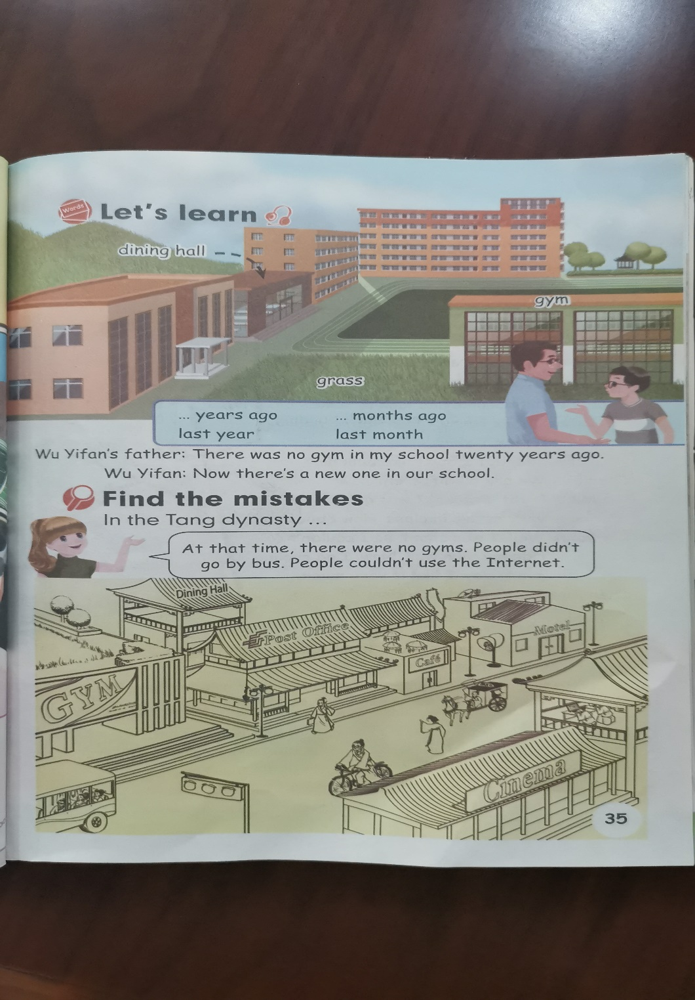 Words
Let's learn
dining hall
gym
grass
... years ago
... months ago
last year
last month
Wu Yifan's father: There was no gym in my school twenty years ago.
Wu Yifan: Now there's a new one in our school.
Find the mistakes
In the Tang dynasty ...
At that time, there were no gyms. People didn't
go by bus. People couldn't use the Internet.
Dining Hall
Post Office
Motel
Café
GYM
Cinema
35